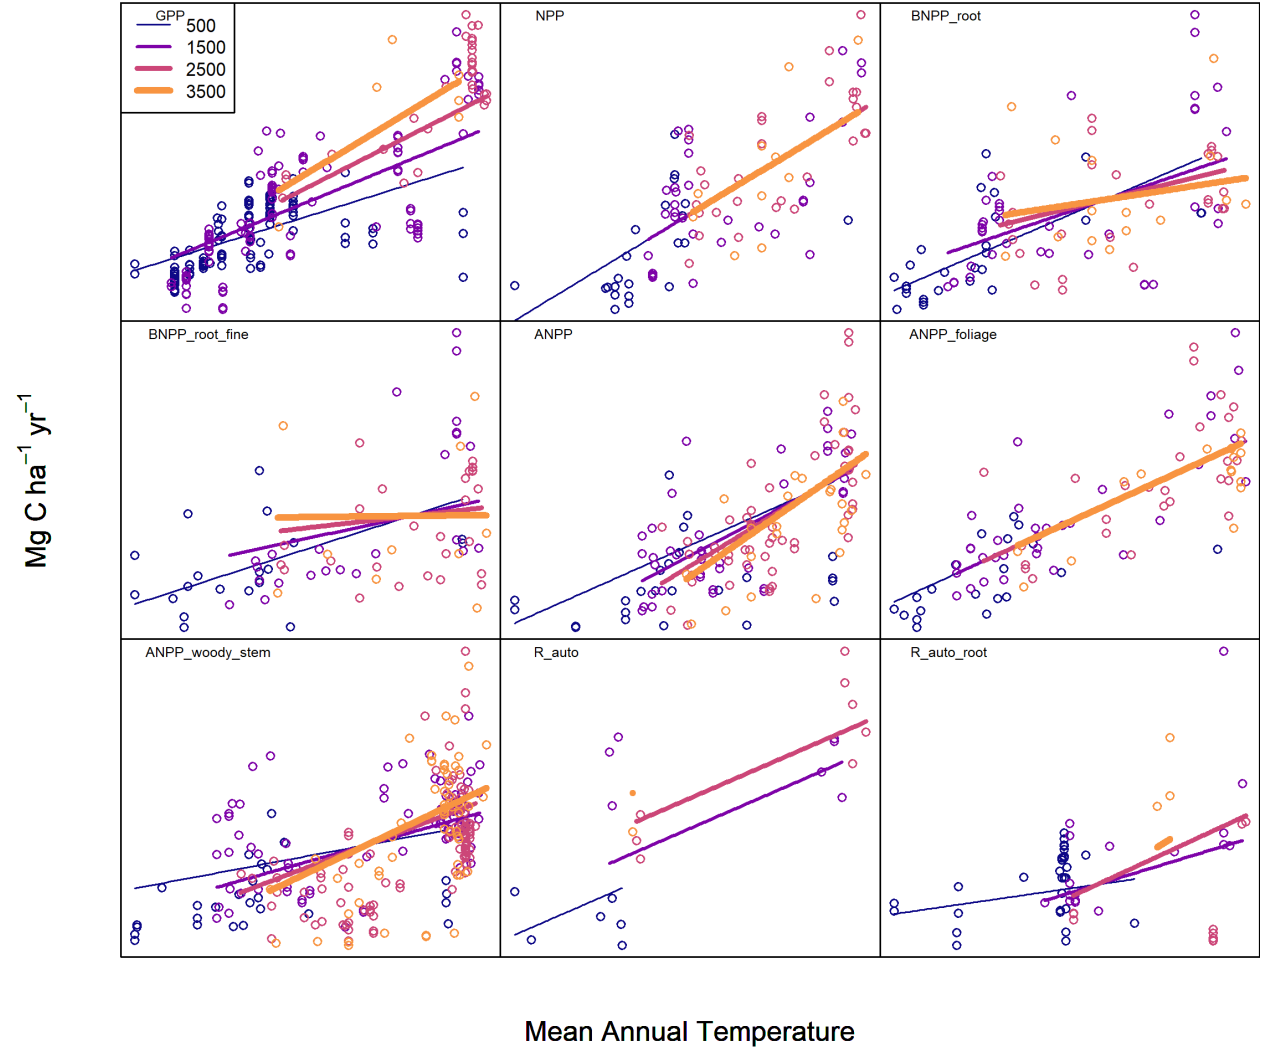 GPP
500
1500
2500
3500
NPP
BNPP_root
BNPP_root_fine
ANPP
ANPP_foliage
ANPP_woody_stem
R_auto
R_auto_root
Mg C ha⁻¹ yr⁻¹
Mean Annual Temperature